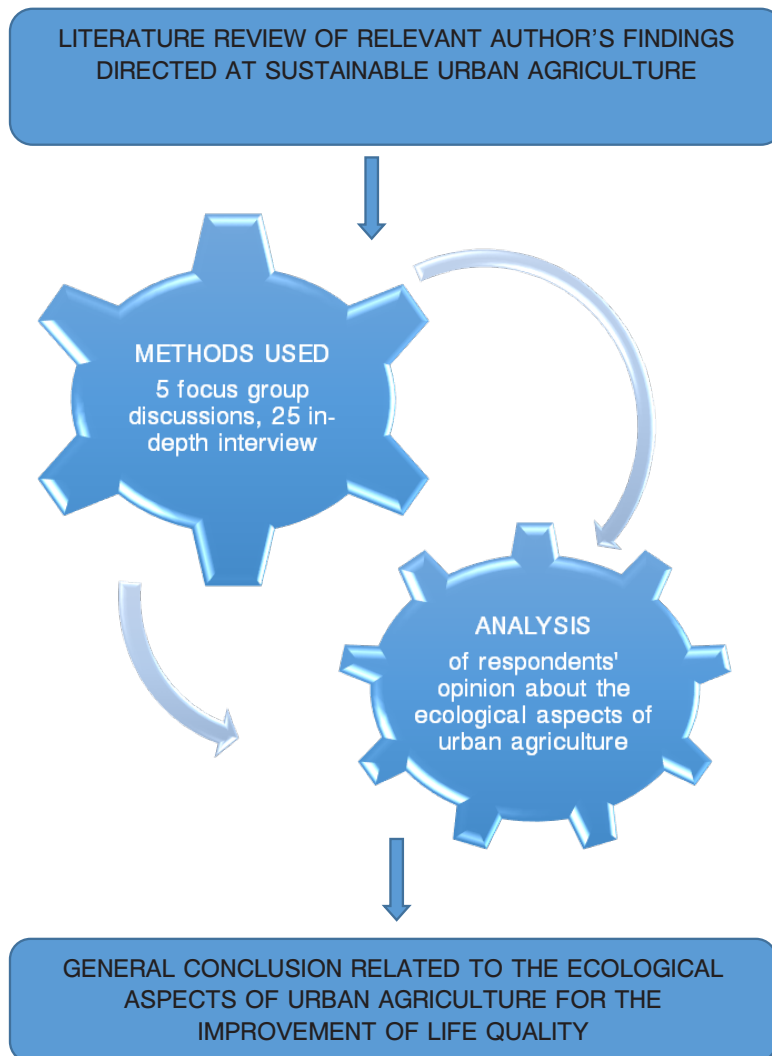 LITERATURE REVIEW OF RELEVANT AUTHOR'S FINDINGS
DIRECTED AT SUSTAINABLE URBAN AGRICULTURE
METHODS USED
5 focus group
discussions, 25 in-
depth interview
ANALYSIS
of respondents'
opinion about the
ecological aspects of
urban agriculture
GENERAL CONCLUSION RELATED TO THE ECOLOGICAL
ASPECTS OF URBAN AGRICULTURE FOR THE
IMPROVEMENT OF LIFE QUALITY